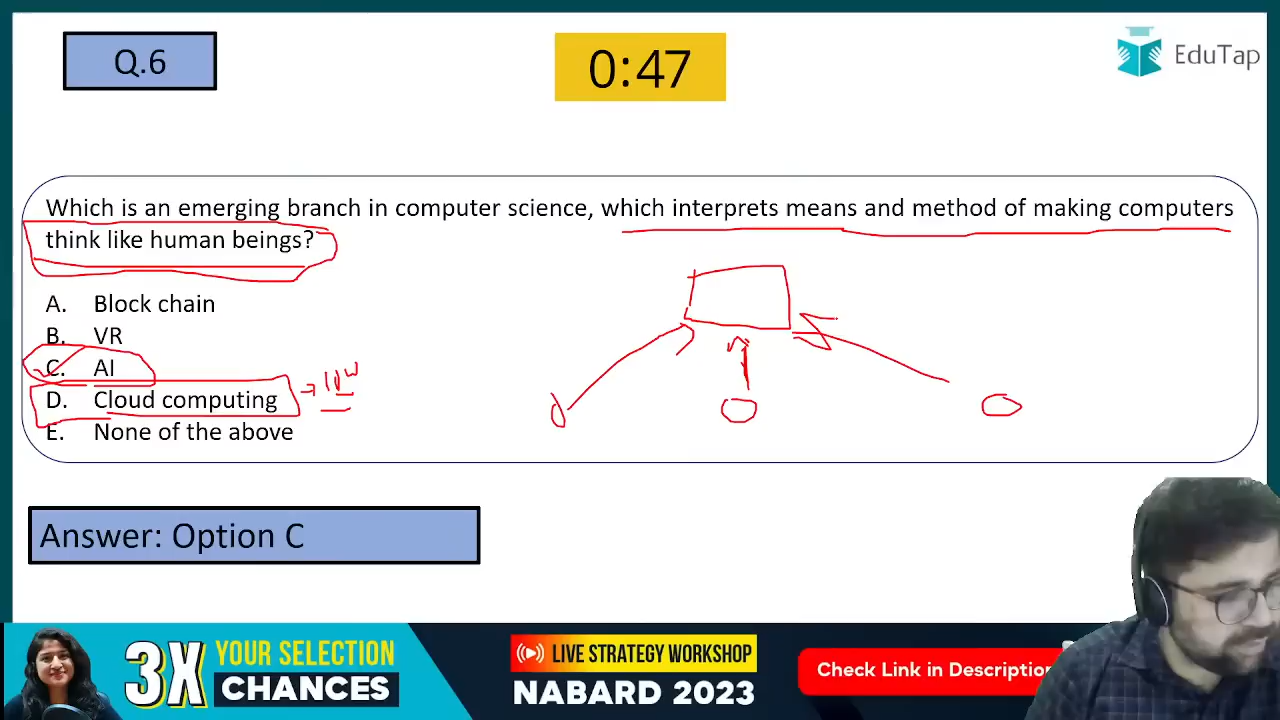 Q.6
0:47
EduTap
Which is an emerging branch in computer science, which interprets means and method of making computers
think like human beings?
A. Block chain
B. VR
C. AI
D. Cloud computing
E. None of the above
Answer: Option C
3X YOUR SELECTION
CHANCES
LIVE STRATEGY WORKSHOP
NABARD 2023
Check Link in Description